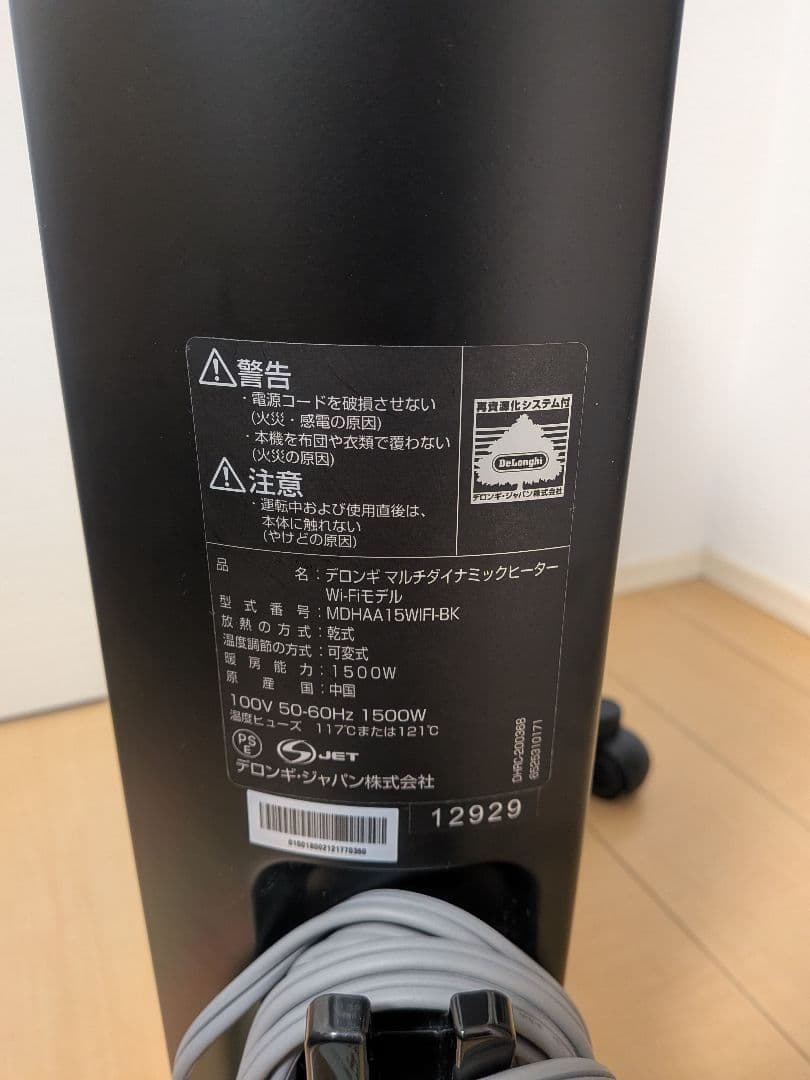 警告
・電源コードを破損させない
(火災・感電の原因)
・本機を布団や衣類で覆わない
(火災の原因)
注意
・運転中および使用直後は、
本体に触れない
(やけどの原因)
再資源化システム付
DeLonghi
デロンギ・ジャパン株式会社
品名：デロンギ マルチダイナミックヒーター
Wi-Fiモデル
型式番号：MDHAA15WIFI-BK
放熱の方式：乾式
温度調節の方式：可変式
暖房能力：1500W
原産国：中国
100V 50-60Hz 1500W
温度ヒューズ 117℃または121℃
PSE
S JET
デロンギ・ジャパン株式会社
DHRC-200368
6525310171
12929
0160180021217703​60